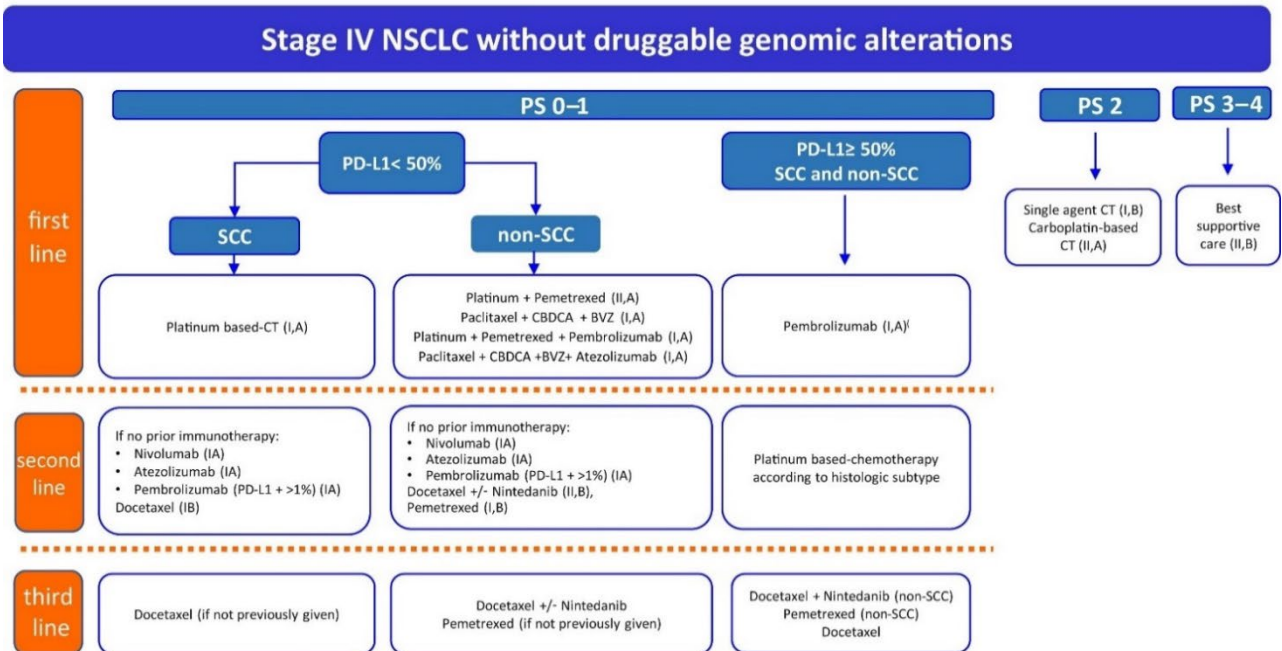 Stage IV NSCLC without druggable genomic alterations
PS 0–1
PS 2
PS 3–4
first
line
PD-L1< 50%
PD-L1≥ 50%
SCC and non-SCC
SCC
non-SCC
Single agent CT (I,B)
Carboplatin-based
CT (II,A)
Best
supportive
care (II,B)
Platinum based-CT (I,A)
Platinum + Pemetrexed (II,A)
Paclitaxel + CBDCA + BVZ (I,A)
Platinum + Pemetrexed + Pembrolizumab (I,A)
Paclitaxel + CBDCA +BVZ+ Atezolizumab (I,A)
Pembrolizumab (I,A)⁽
second
line
If no prior immunotherapy:
• Nivolumab (IA)
• Atezolizumab (IA)
• Pembrolizumab (PD-L1 + >1%) (IA)
Docetaxel (IB)
If no prior immunotherapy:
• Nivolumab (IA)
• Atezolizumab (IA)
• Pembrolizumab (PD-L1 + >1%) (IA)
Docetaxel +/- Nintedanib (II,B),
Pemetrexed (I,B)
Platinum based-chemotherapy
according to histologic subtype
third
line
Docetaxel (if not previously given)
Docetaxel +/- Nintedanib
Pemetrexed (if not previously given)
Docetaxel + Nintedanib (non-SCC)
Pemetrexed (non-SCC)
Docetaxel